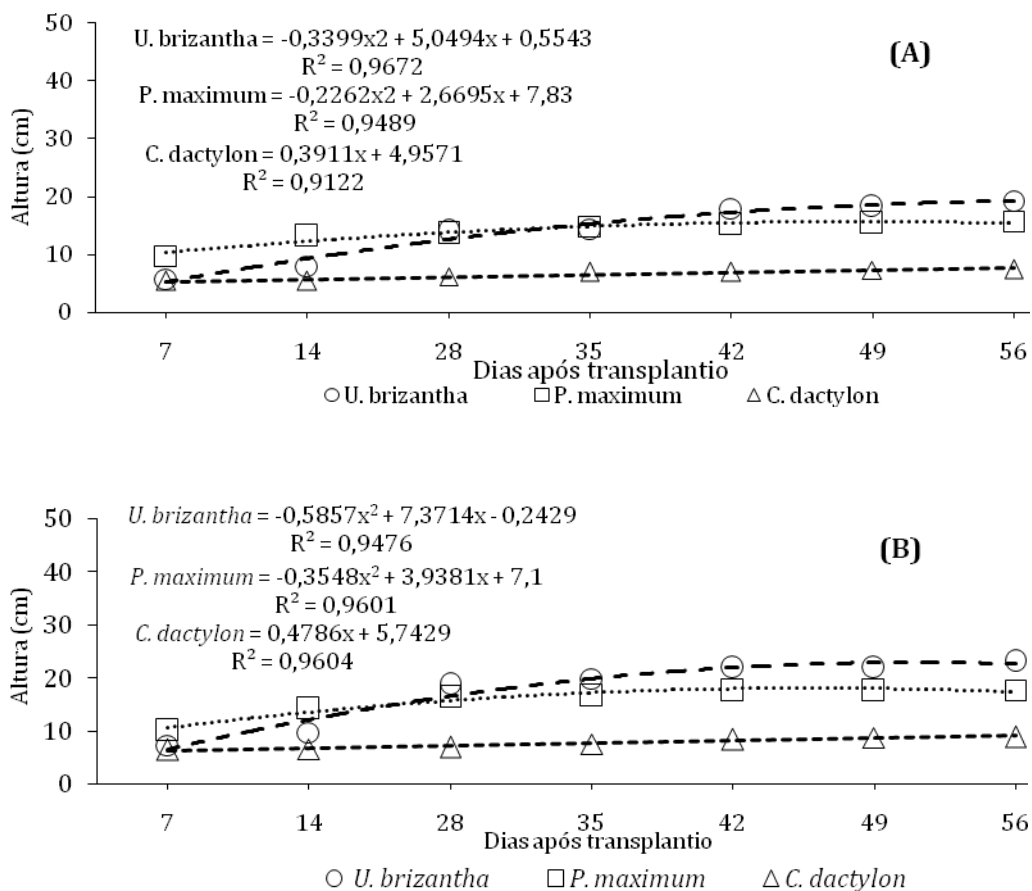 50
40
30
20
10
0
Altura (cm)
U. brizantha = -0,3399x2 + 5,0494x + 0,5543
R² = 0,9672
P. maximum = -0,2262x2 + 2,6695x + 7,83
R² = 0,9489
C. dactylon = 0,3911x + 4,9571
R² = 0,9122
(A)
7 14 28 35 42 49 56
Dias após transplantio
U. brizantha P. maximum C. dactylon
50
40
30
20
10
0
Altura (cm)
U. brizantha = -0,5857x² + 7,3714x - 0,2429
R² = 0,9476
P. maximum = -0,3548x² + 3,9381x + 7,1
R² = 0,9601
C. dactylon = 0,4786x + 5,7429
R² = 0,9604
(B)
7 14 28 35 42 49 56
Dias após transplantio
U. brizantha P. maximum C. dactylon